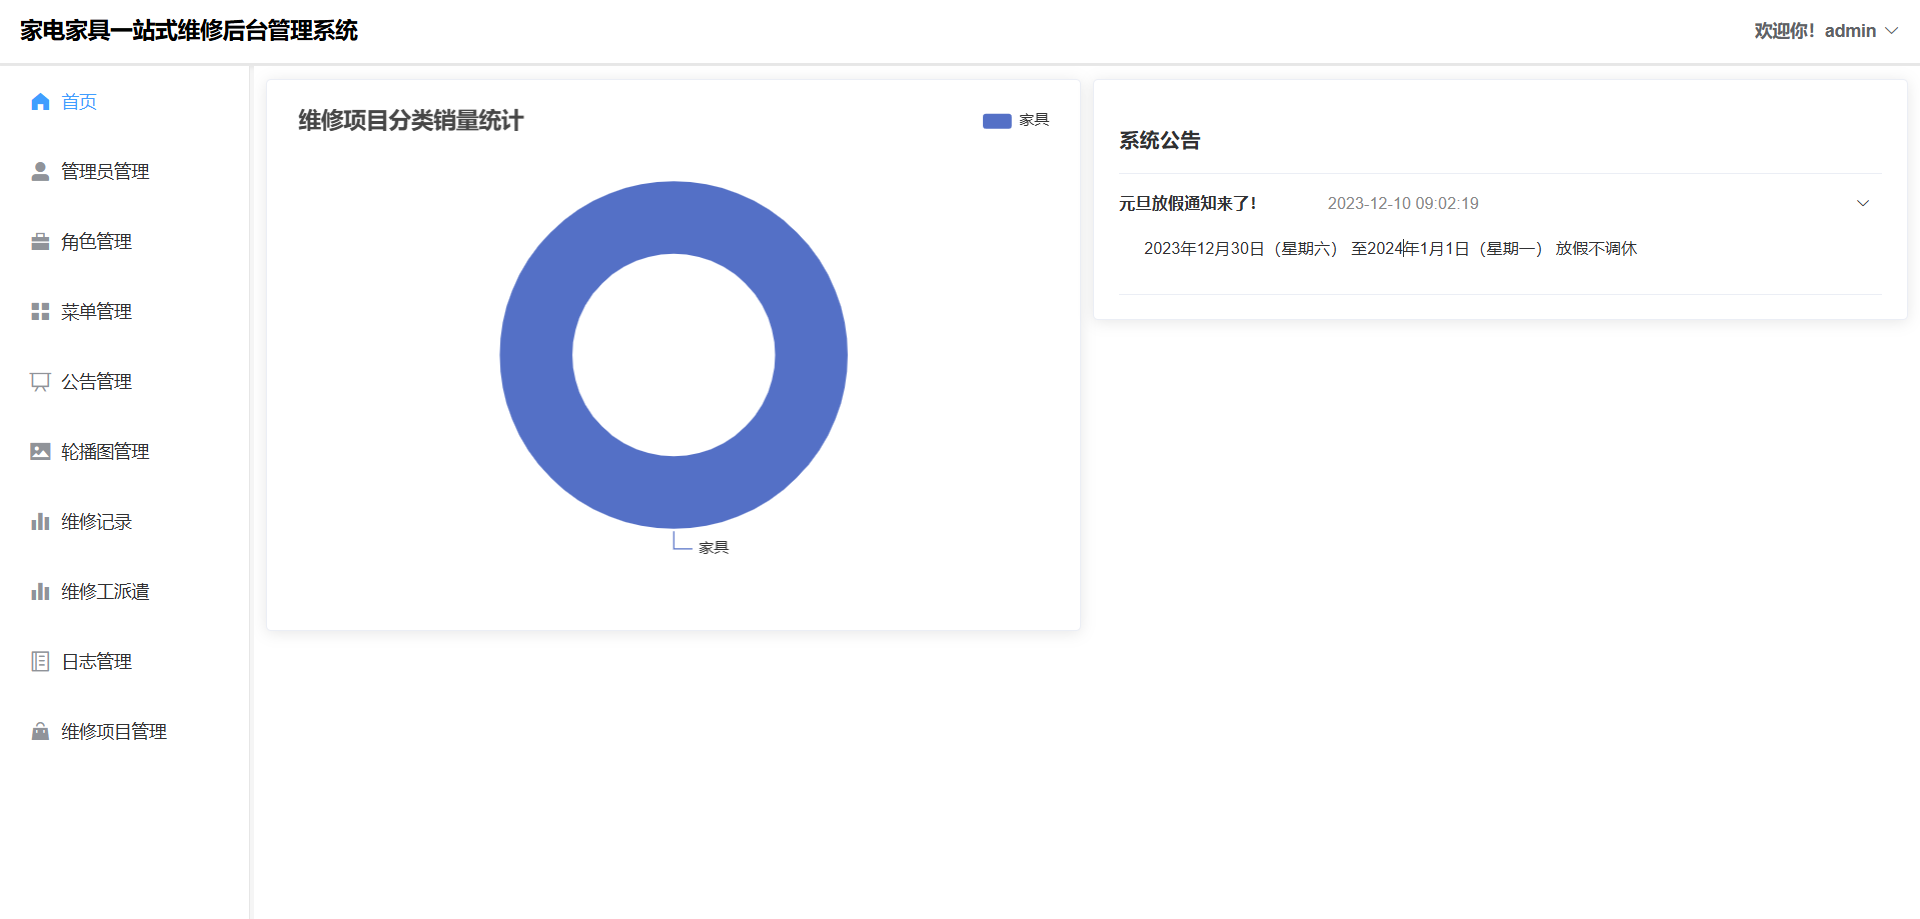 家电家具一站式维修后台管理系统
欢迎你！admin
首页
管理员管理
角色管理
菜单管理
公告管理
轮播图管理
维修记录
维修工派遣
日志管理
维修项目管理
维修项目分类销量统计
家具
家具
系统公告
元旦放假通知来了！ 2023-12-10 09:02:19
2023年12月30日（星期六） 至2024年1月1日（星期一） 放假不调休